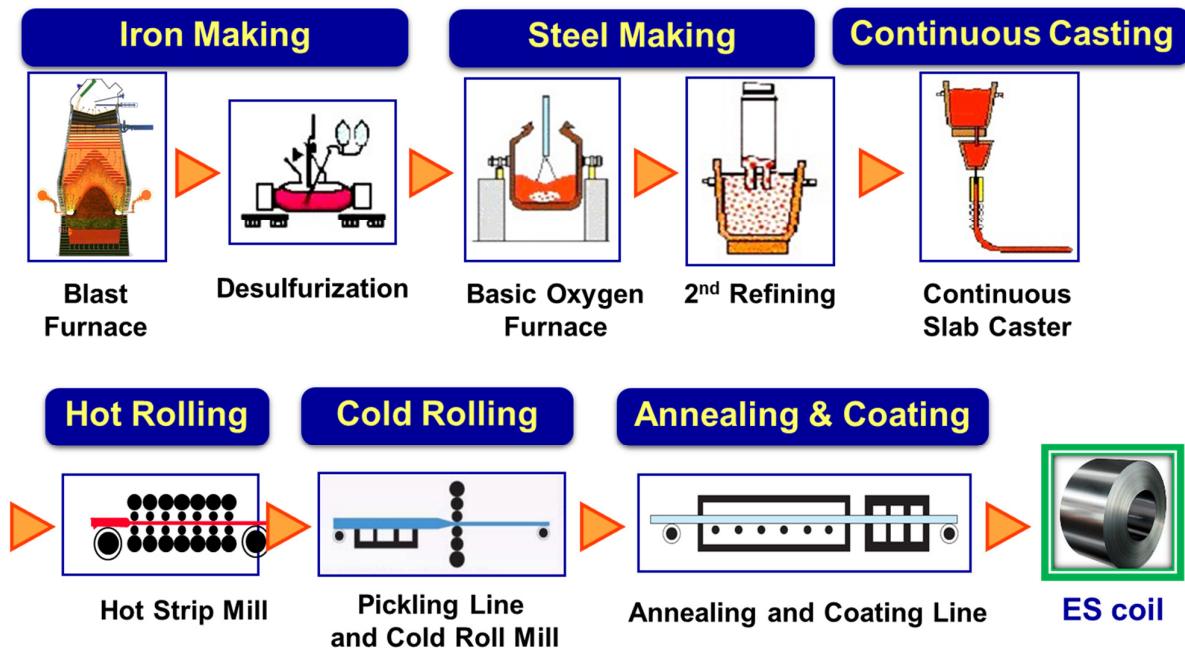 Iron Making
Steel Making
Continuous Casting
Blast
Furnace
Desulfurization
Basic Oxygen
Furnace
2nd Refining
Continuous
Slab Caster
Hot Rolling
Cold Rolling
Annealing & Coating
Hot Strip Mill
Pickling Line
and Cold Roll Mill
Annealing and Coating Line
ES coil